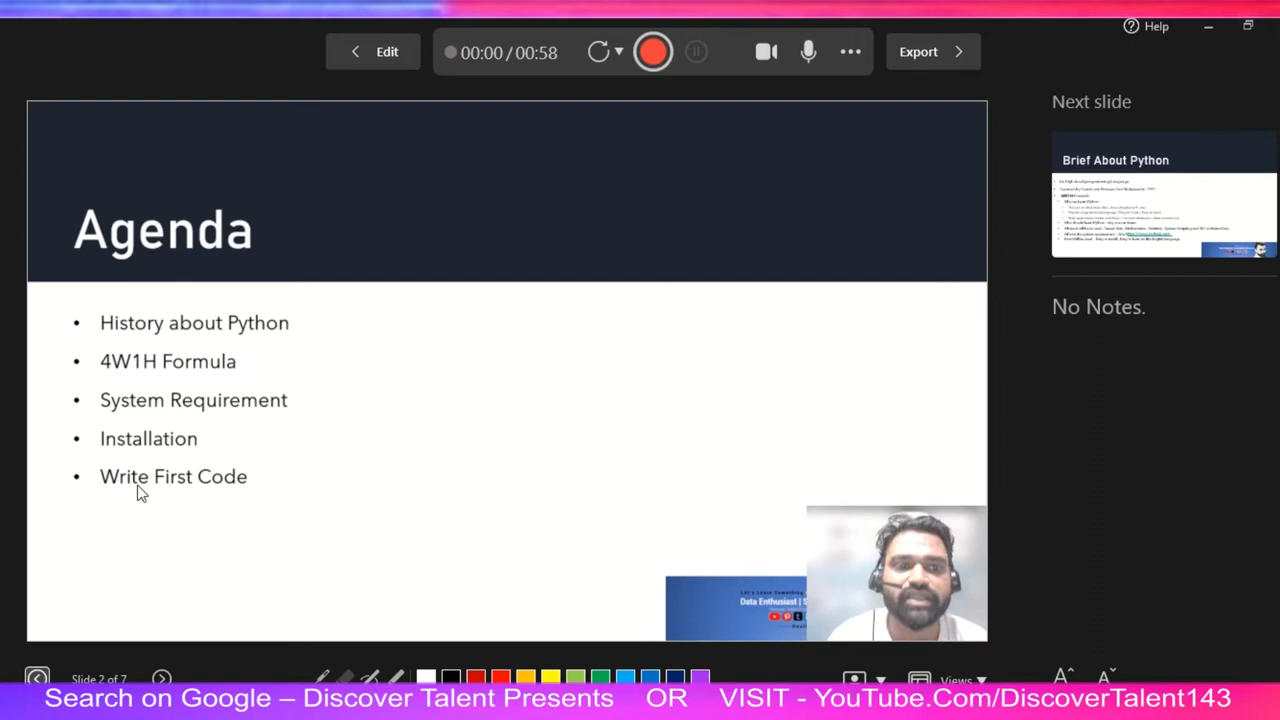 Help
Edit
00:00 / 00:58
Export
Next slide
Brief About Python
No Notes.
Agenda
• History about Python
• 4W1H Formula
• System Requirement
• Installation
• Write First Code
Data Enthusiast | S
Slide 2 of 7
Views
Search on Google – Discover Talent Presents OR VISIT - YouTube.Com/DiscoverTalent143